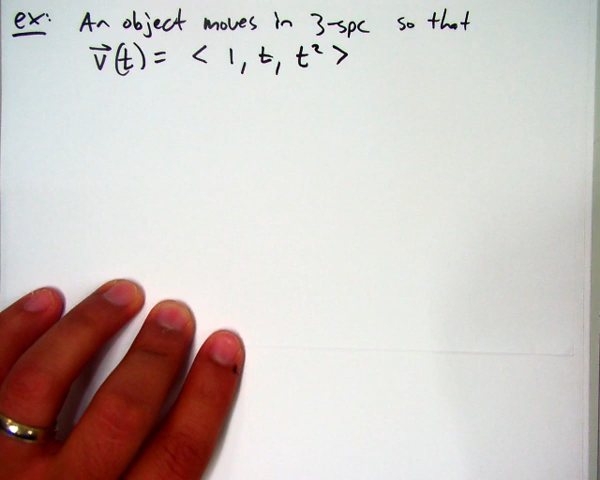 ex: An object moves in 3-spc so that
v⃗(t) = < 1, t, t² >